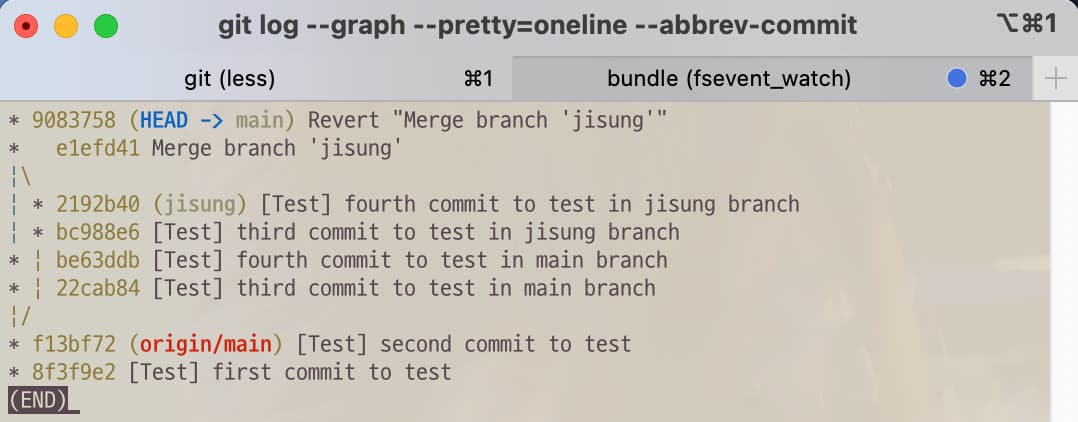 git log --graph --pretty=oneline --abbrev-commit ⌥⌘1
git (less) ⌘1 bundle (fsevent_watch) ⌘2 +
* 9083758 (HEAD -> main) Revert "Merge branch 'jisung'"
*   e1efd41 Merge branch 'jisung'
¦\
¦ * 2192b40 (jisung) [Test] fourth commit to test in jisung branch
¦ * bc988e6 [Test] third commit to test in jisung branch
* ¦ be63ddb [Test] fourth commit to test in main branch
* ¦ 22cab84 [Test] third commit to test in main branch
¦/
* f13bf72 (origin/main) [Test] second commit to test
* 8f3f9e2 [Test] first commit to test
(END)